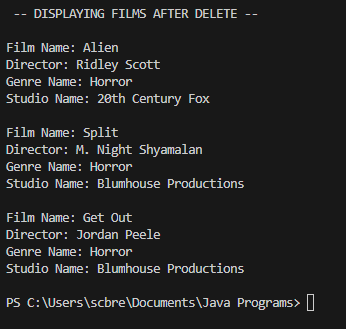 -- DISPLAYING FILMS AFTER DELETE --
Film Name: Alien
Director: Ridley Scott
Genre Name: Horror
Studio Name: 20th Century Fox
Film Name: Split
Director: M. Night Shyamalan
Genre Name: Horror
Studio Name: Blumhouse Productions
Film Name: Get Out
Director: Jordan Peele
Genre Name: Horror
Studio Name: Blumhouse Productions
PS C:\Users\scbre\Documents\Java Programs>